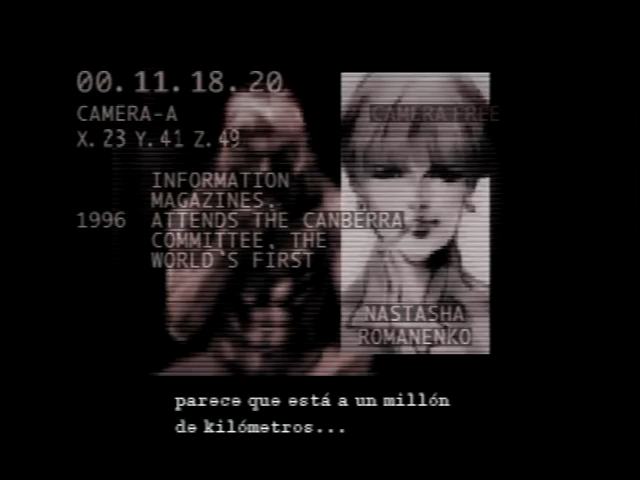 00.11.18.20
CAMERA-A
CAMERA FREE
X.23 Y.41 Z.49
INFORMATION
MAGAZINES.
1996 ATTENDS THE CANBERRA
COMMITTEE, THE
WORLD`S FIRST
NASTASHA
ROMANENKO
parece que está a un millón
de kilómetros...